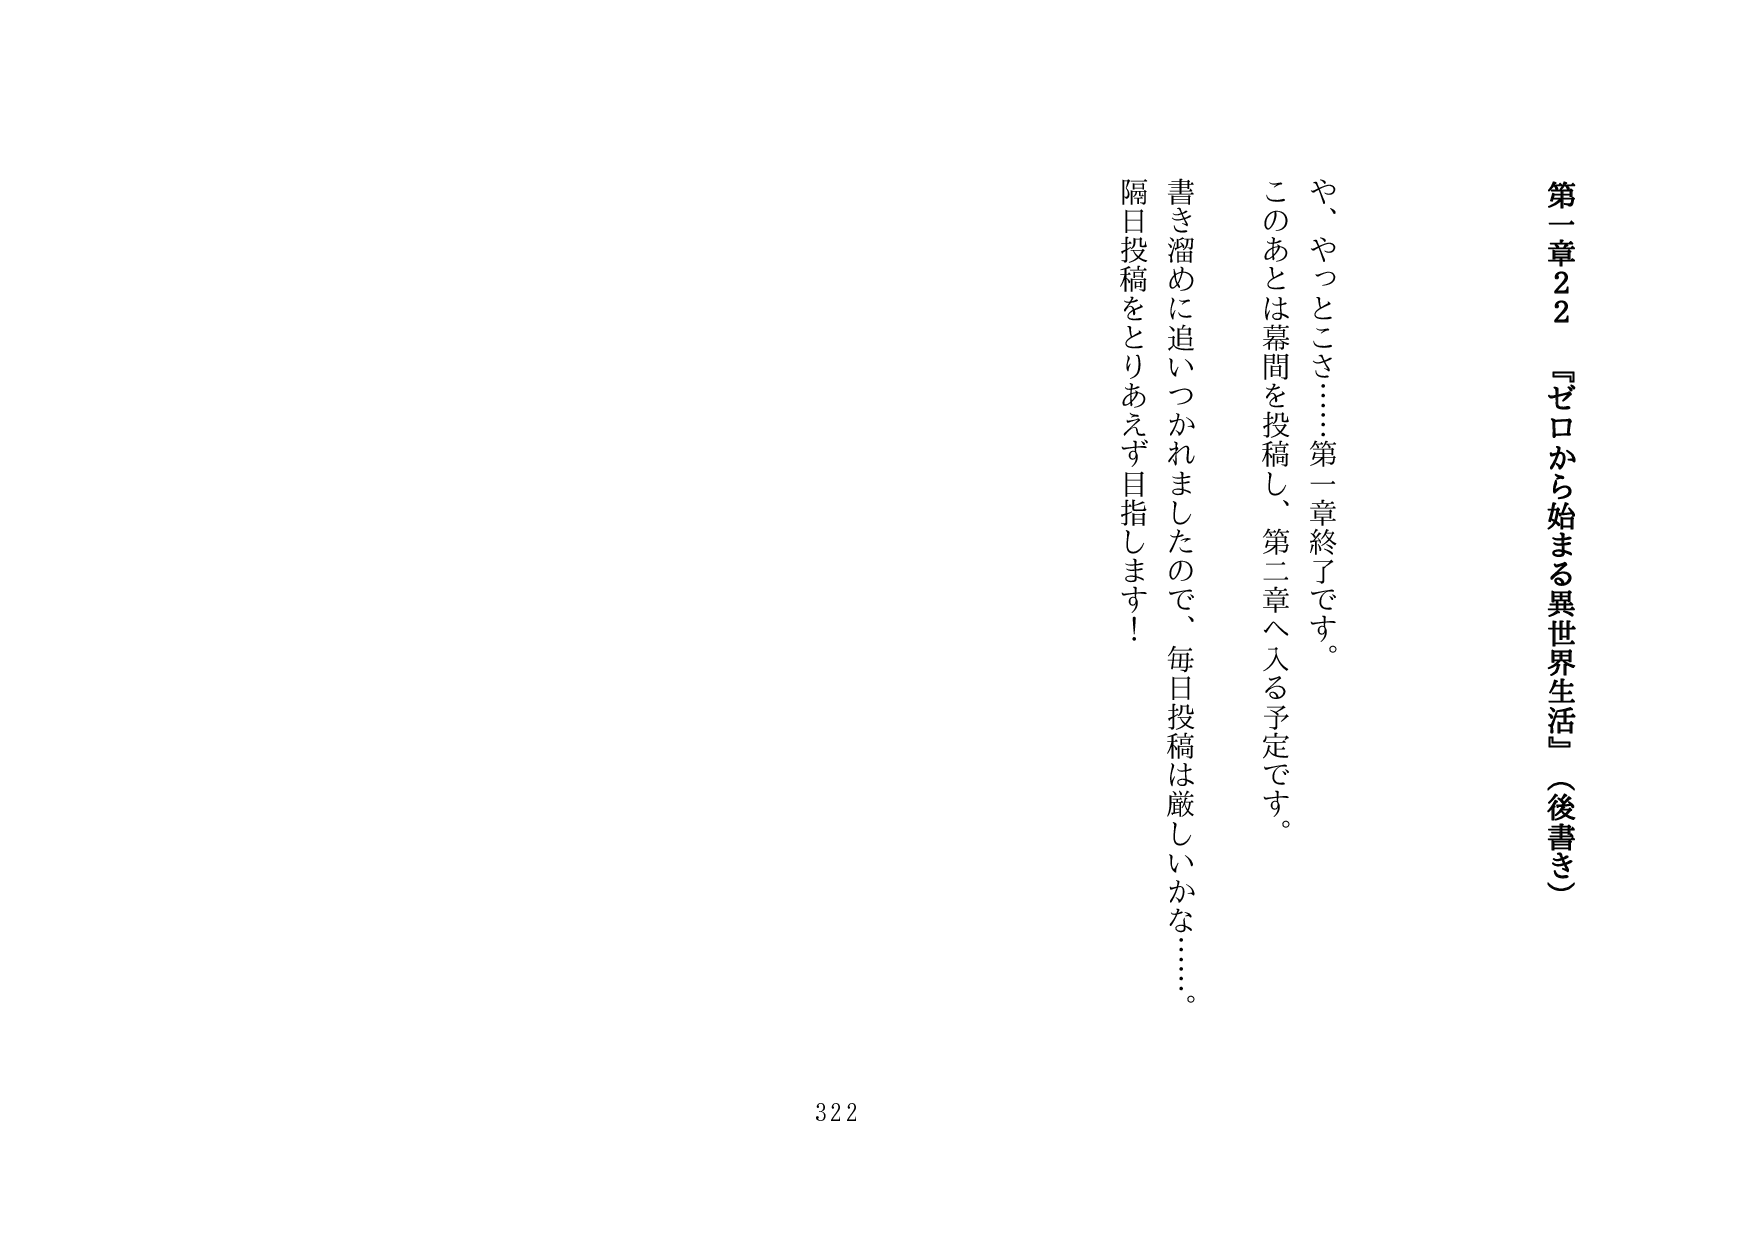 第一章２２　『ゼロから始まる異世界生活』（後書き）
や、やっとこさ……第一章終了です。
このあとは幕間を投稿し、第二章へ入る予定です。
書き溜めに追いつかれましたので、毎日投稿は厳しいかな……。
隔日投稿をとりあえず目指します！
322